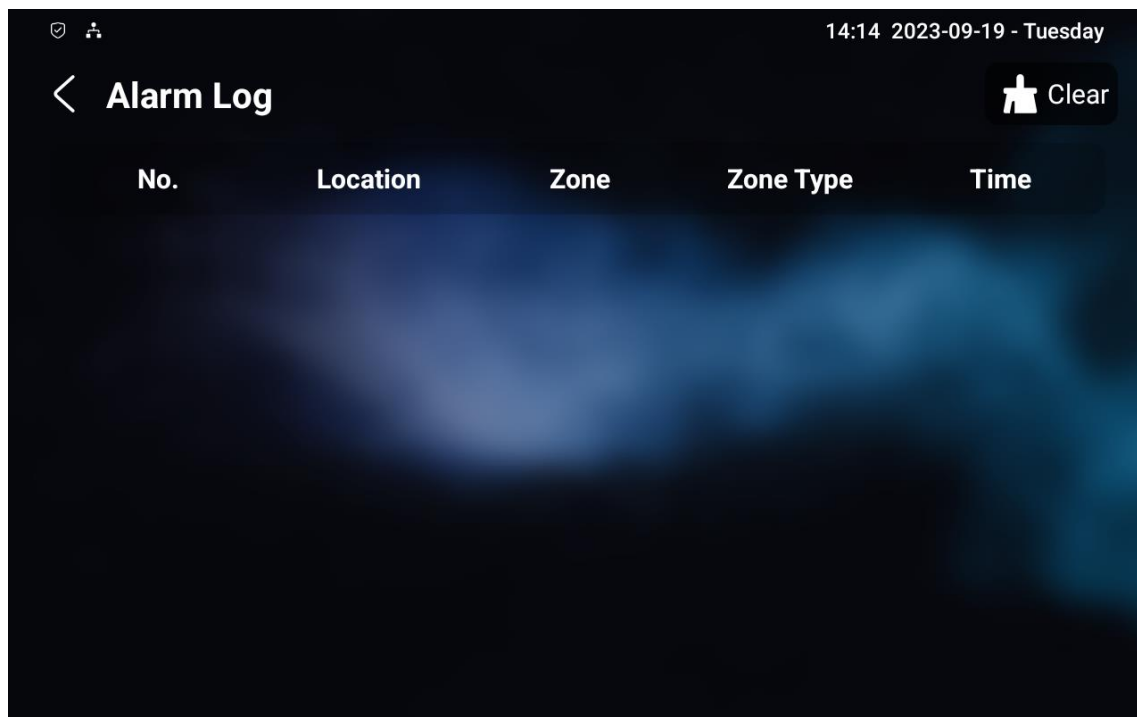 14:14 2023-09-19 - Tuesday
Alarm Log
Clear
No. Location Zone Zone Type Time